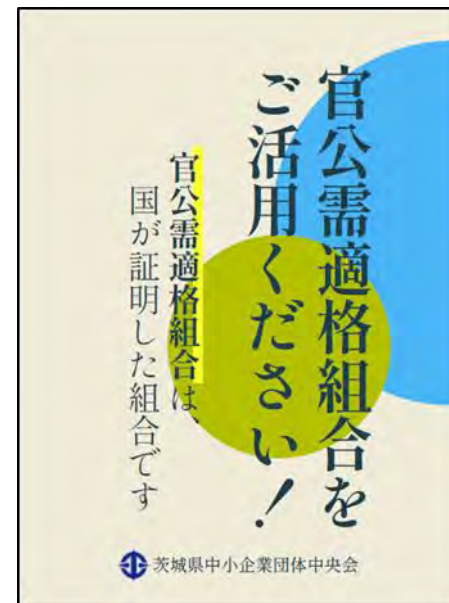 官公需適格組合を
ご活用ください!
官公需適格組合は、
国が証明した組合です
茨城県中小企業団体中央会